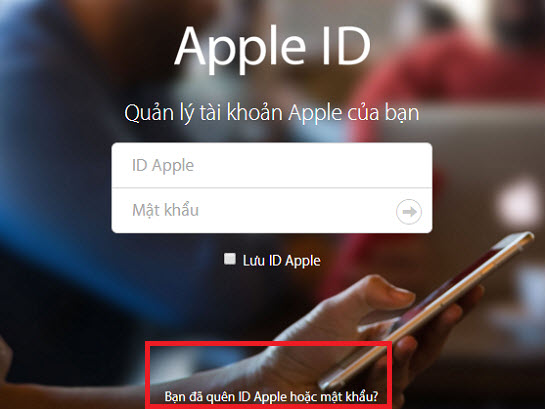 Apple ID
Quản lý tài khoản Apple của bạn
ID Apple
Mật khẩu
Lưu ID Apple
Bạn đã quên ID Apple hoặc mật khẩu?